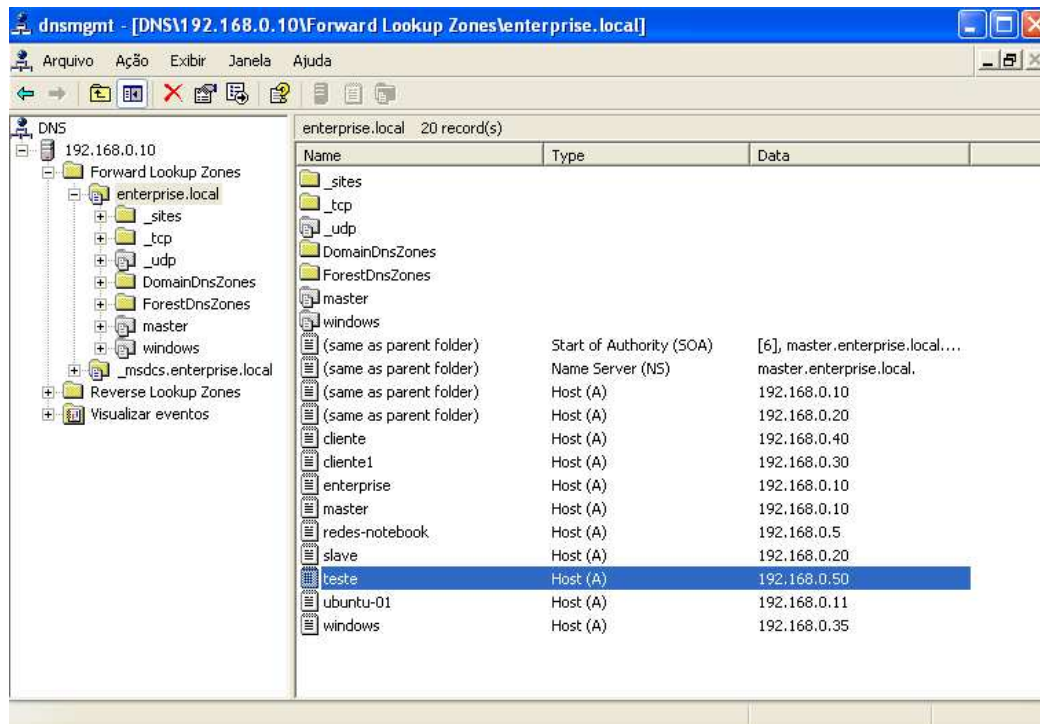 dnsmgmt - [DNS\192.168.0.10\Forward Lookup Zones\enterprise.local]
Arquivo Ação Exibir Janela Ajuda
DNS
192.168.0.10
Forward Lookup Zones
enterprise.local
_sites
_tcp
_udp
DomainDnsZones
ForestDnsZones
master
windows
_msdcs.enterprise.local
Reverse Lookup Zones
Visualizar eventos
enterprise.local 20 record(s)
Name Type Data
_sites
_tcp
_udp
DomainDnsZones
ForestDnsZones
master
windows
(same as parent folder) Start of Authority (SOA) [6], master.enterprise.local....
(same as parent folder) Name Server (NS) master.enterprise.local.
(same as parent folder) Host (A) 192.168.0.10
(same as parent folder) Host (A) 192.168.0.20
cliente Host (A) 192.168.0.40
cliente1 Host (A) 192.168.0.30
enterprise Host (A) 192.168.0.10
master Host (A) 192.168.0.10
redes-notebook Host (A) 192.168.0.5
slave Host (A) 192.168.0.20
teste Host (A) 192.168.0.50
ubuntu-01 Host (A) 192.168.0.11
windows Host (A) 192.168.0.35